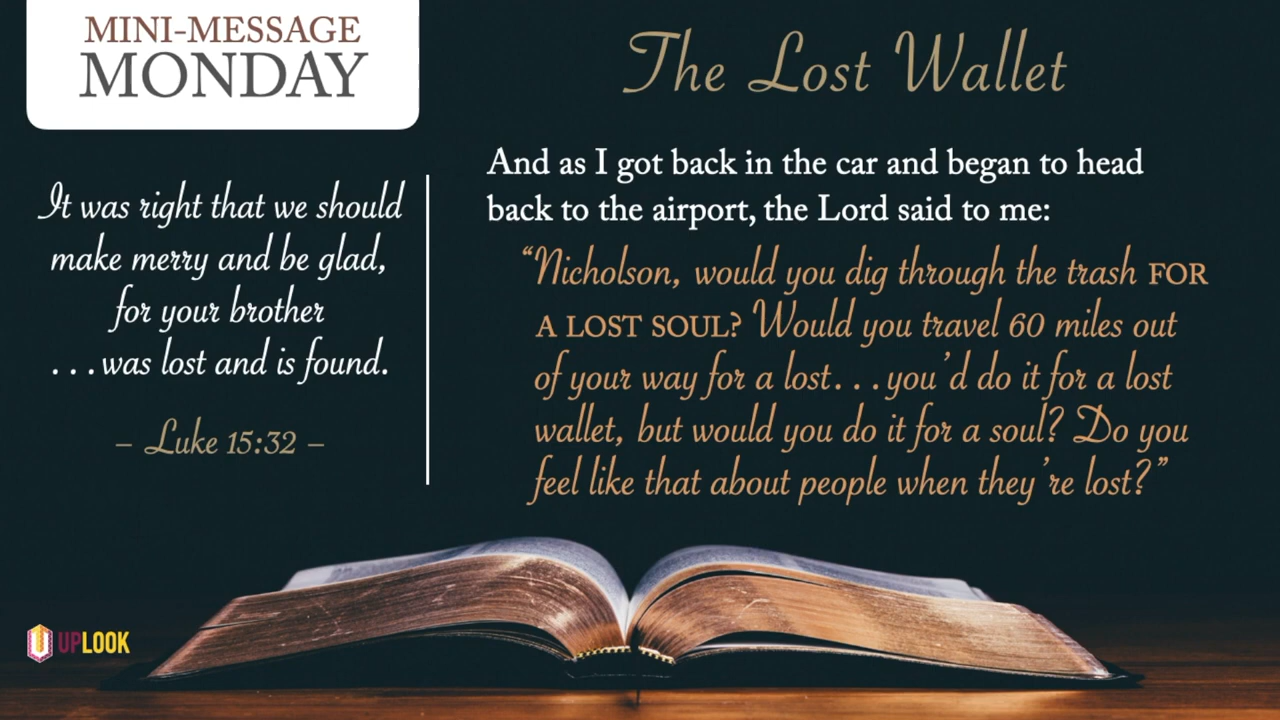 MINI-MESSAGE
MONDAY
It was right that we should
make merry and be glad,
for your brother
...was lost and is found.
– Luke 15:32 –
The Lost Wallet
And as I got back in the car and began to head
back to the airport, the Lord said to me:
“Nicholson, would you dig through the trash FOR
A LOST SOUL? Would you travel 60 miles out
of your way for a lost...you’d do it for a lost
wallet, but would you do it for a soul? Do you
feel like that about people when they’re lost?”
UPLOOK